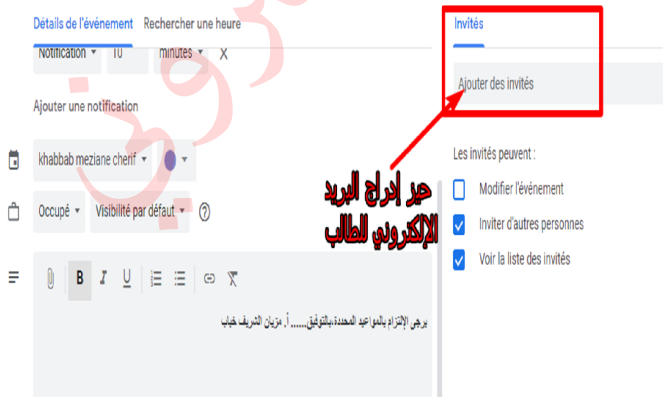 Détails de l'événement Rechercher une heure Invités
Notification 10 minutes X
Ajouter des invités
Ajouter une notification
khabbab meziane cherif
Les invités peuvent :
Modifier l'événement
حيز إدراج البريد
الإلكتروني للطالب
Occupé Visibilité par défaut
Inviter d'autres personnes
Voir la liste des invités
B I U
يرجى الإلتزام بالمواعيد المحددة،بالتوفيق...... أ. مزيان الشريف خباب